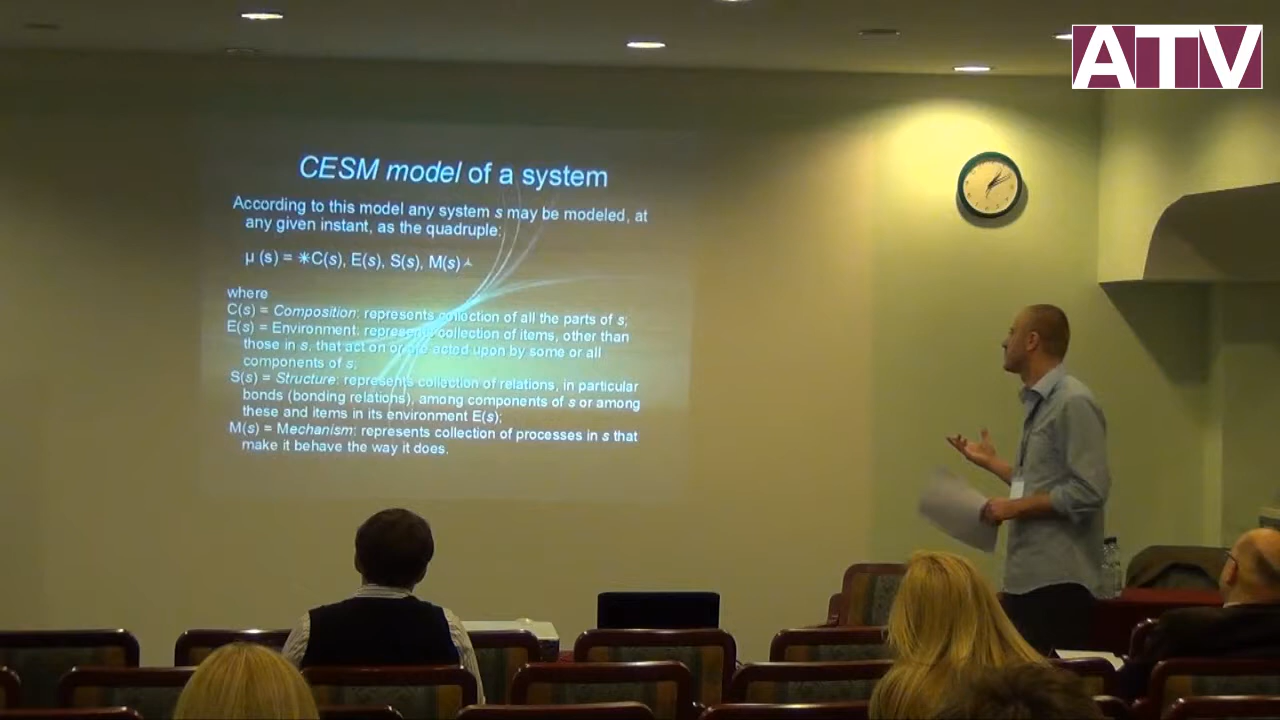 ATV
CESM model of a system
According to this model any system s may be modeled, at
any given instant, as the quadruple:
μ (s) = ✳C(s), E(s), S(s), M(s)⅄
where
C(s) = Composition: represents collection of all the parts of s;
E(s) = Environment: represents collection of items, other than
those in s, that act on or are acted upon by some or all
components of s;
S(s) = Structure: represents collection of relations, in particular
bonds (bonding relations), among components of s or among
these and items in its environment E(s);
M(s) = Mechanism: represents collection of processes in s that
make it behave the way it does.